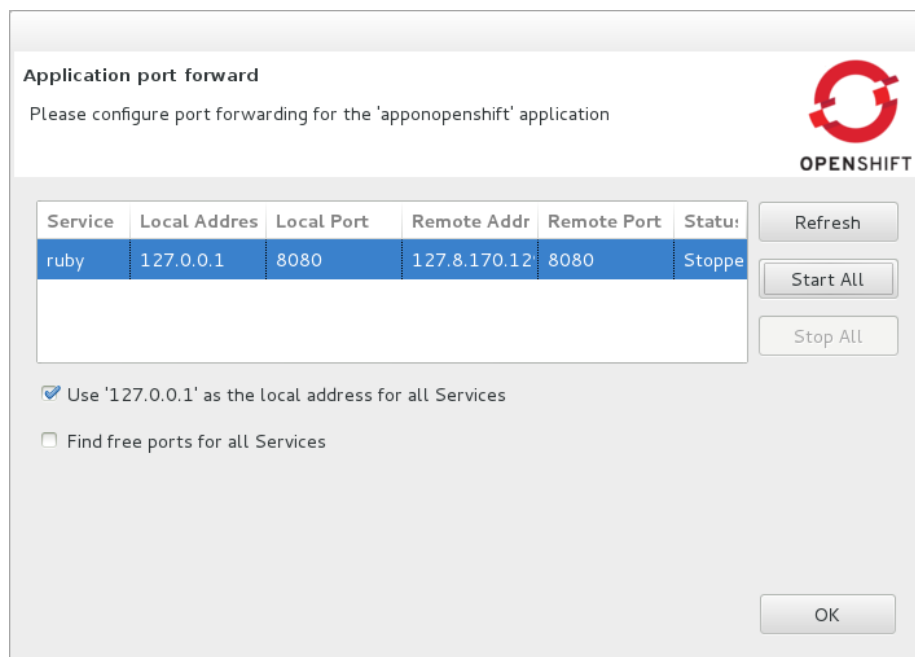 Application port forward
Please configure port forwarding for the 'apponopenshift' application
OPENSHIFT
Service Local Addres Local Port Remote Addr Remote Port Status
ruby 127.0.0.1 8080 127.8.170.12 8080 Stoppe
Refresh
Start All
Stop All
Use '127.0.0.1' as the local address for all Services
Find free ports for all Services
OK